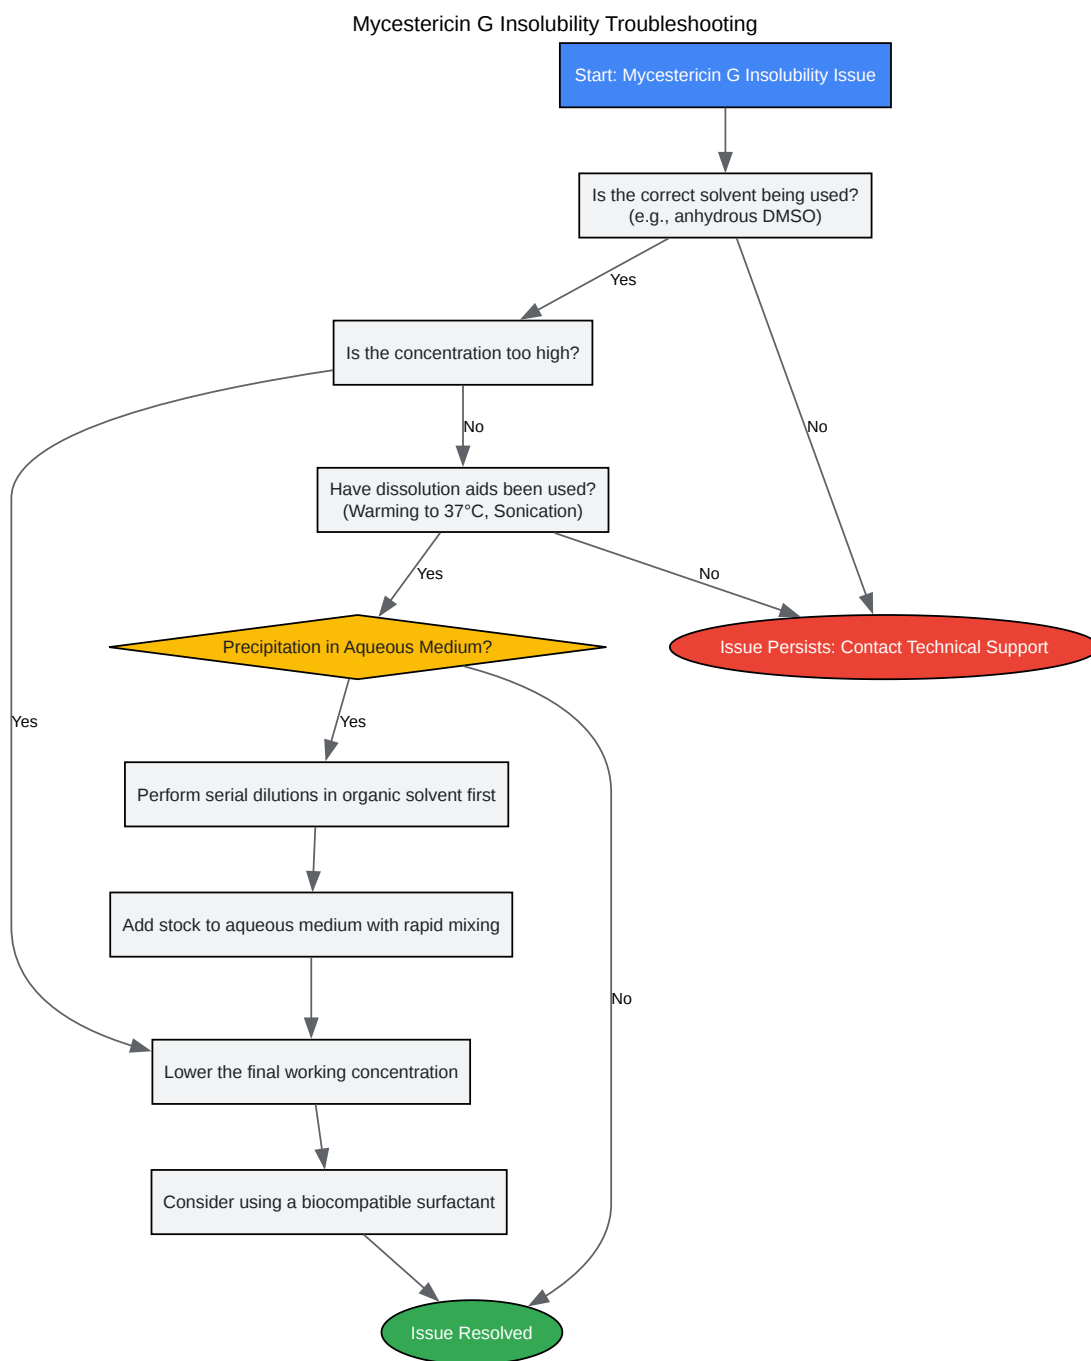 Mycestericin G Insolubility Troubleshooting
Start: Mycestericin G Insolubility Issue
Is the correct solvent being used?
(e.g., anhydrous DMSO)
Yes
No
Is the concentration too high?
No
Yes
Have dissolution aids been used?
(Warming to 37°C, Sonication)
Yes
No
Precipitation in Aqueous Medium?
Issue Persists: Contact Technical Support
Yes
No
Perform serial dilutions in organic solvent first
Add stock to aqueous medium with rapid mixing
Lower the final working concentration
Consider using a biocompatible surfactant
Issue Resolved